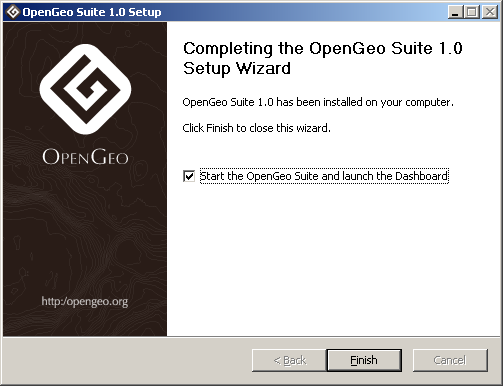 OpenGeo Suite 1.0 Setup
OPENGEO
http:/opengeo.org
Completing the OpenGeo Suite 1.0
Setup Wizard
OpenGeo Suite 1.0 has been installed on your computer.
Click Finish to close this wizard.
Start the OpenGeo Suite and launch the Dashboard
< Back
Finish
Cancel